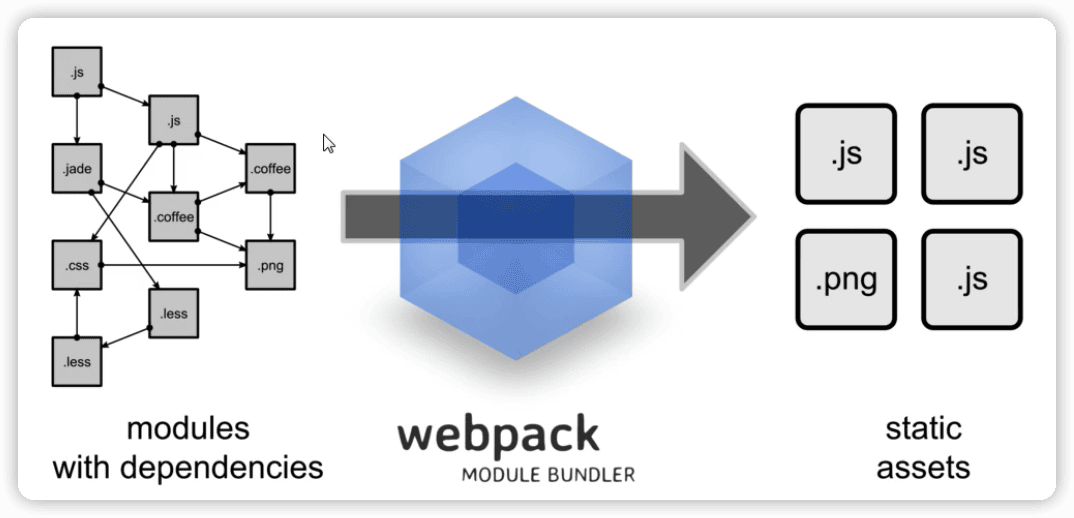 .js
.js
.jade
.coffee
.coffee
.css
.png
.less
.less
modules
with dependencies
webpack
MODULE BUNDLER
.js
.js
.png
.js
static
assets